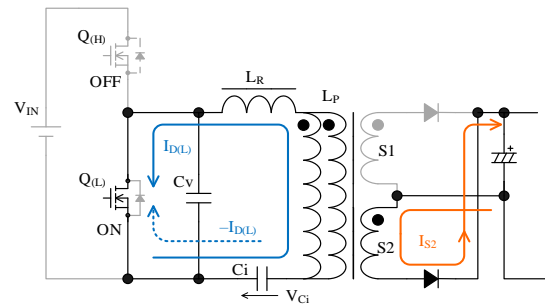 Q(H)
OFF
VIN
LR
LP
ID(L)
S1
+
Q(L)
Cv
ON
−ID(L)
S2
IS2
Ci
VCi